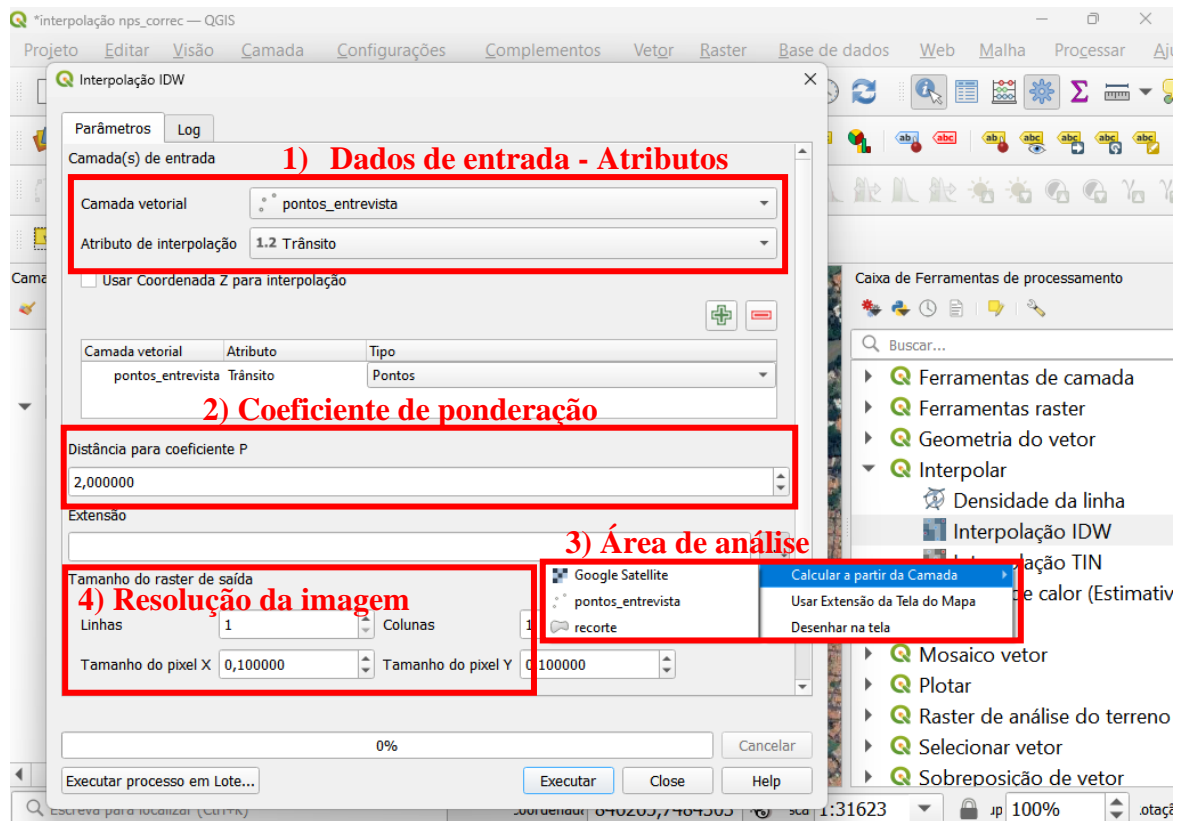 *interpolação nps_correc — QGIS
Projeto Editar Visão Camada Configurações Complementos Vetor Raster Base de dados Web Malha Processar
Interpolação IDW
Parâmetros Log
Camada(s) de entrada
1) Dados de entrada - Atributos
Camada vetorial pontos_entrevista
Atributo de interpolação 1.2 Trânsito
Usar Coordenada Z para interpolação
Camada vetorial Atributo Tipo
pontos_entrevista Trânsito Pontos
2) Coeficiente de ponderação
Distância para coeficiente P
2,000000
Extensão
3) Área de análise
Google Satellite Calcular a partir da Camada
pontos_entrevista Usar Extensão da Tela do Mapa
recorte Desenhar na tela
Tamanho do raster de saída
4) Resolução da imagem
Linhas 1 Colunas 1
Tamanho do pixel X 0,100000 Tamanho do pixel Y 0,100000
0% Cancelar
Executar processo em Lote... Executar Close Help
Caixa de Ferramentas de processamento
Buscar...
Ferramentas de camada
Ferramentas raster
Geometria do vetor
Interpolar
Densidade da linha
Interpolação IDW
TIN
calor
Mosaico vetor
Plotar
Raster de análise do terreno
Selecionar vetor
Sobreposição de vetor
1:31623 100%